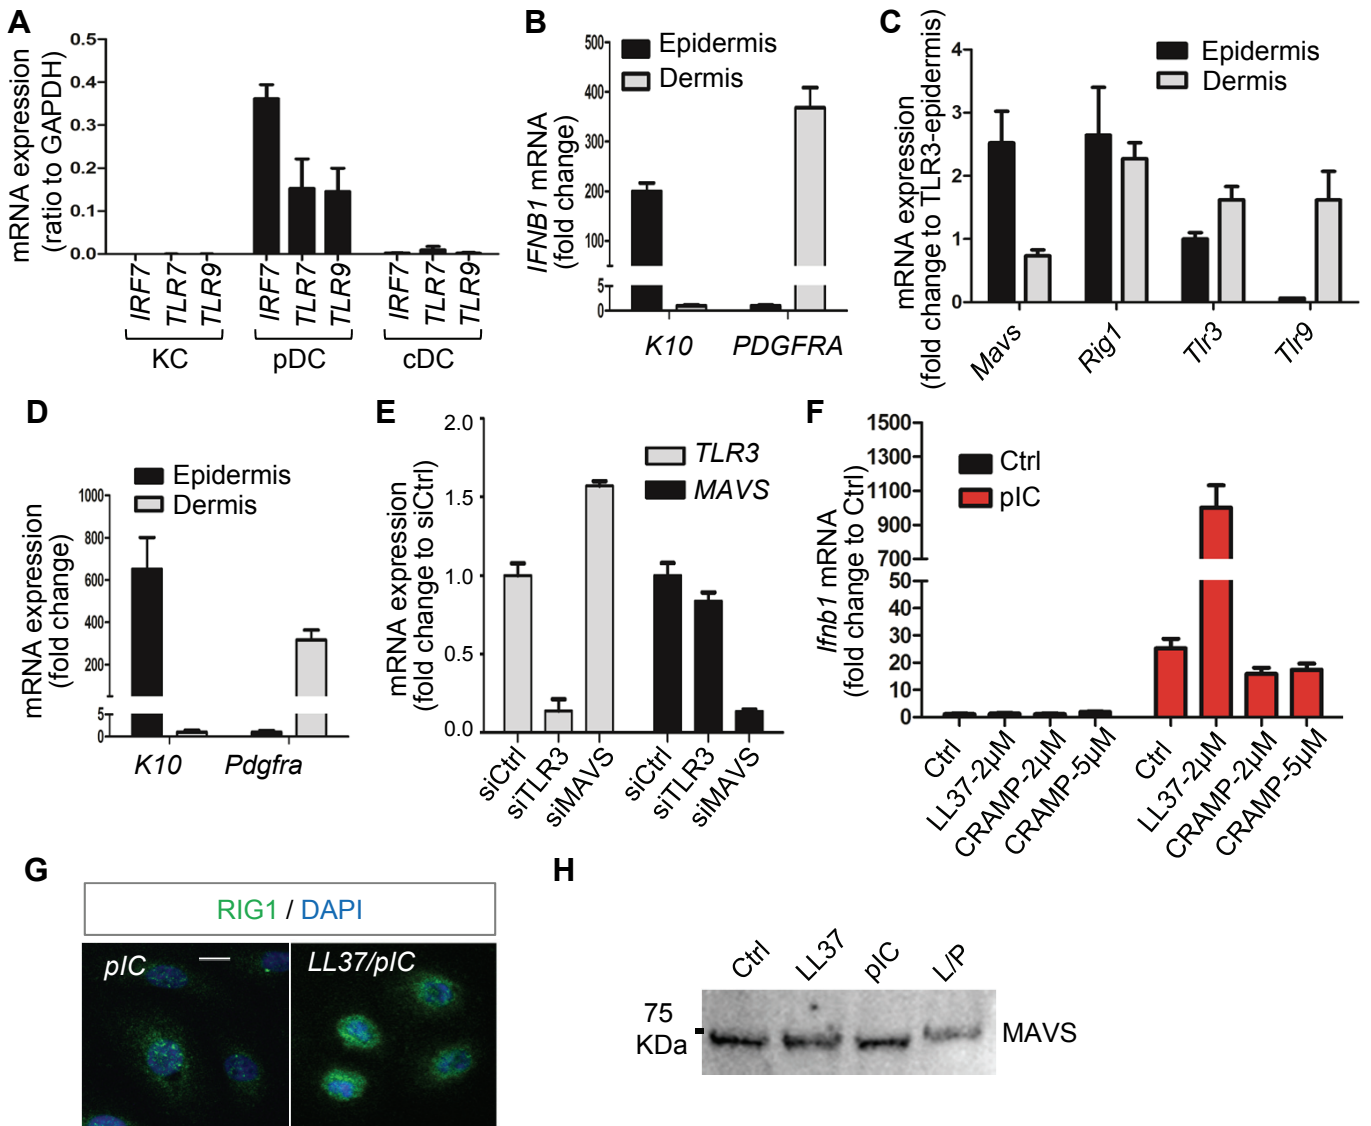 A
mRNA expression
(ratio to GAPDH)
0.5
0.4
0.3
0.2
0.1
0.0
IRF7
TLR7
TLR9
IRF7
TLR7
TLR9
IRF7
TLR7
TLR9
KC
pDC
cDC
B
IFNB1 mRNA
(fold change)
500
400
300
200
100
5
0
Epidermis
Dermis
K10
PDGFRA
C
mRNA expression
(fold change to TLR3-epidermis)
4
3
2
1
0
Epidermis
Dermis
Mavs
Rig1
Tlr3
Tlr9
D
mRNA expression
(fold change)
1000
800
600
400
200
5
0
Epidermis
Dermis
K10
Pdgfra
E
mRNA expression
(fold change to siCtrl)
2.0
1.5
1.0
0.5
0.0
TLR3
MAVS
siCtrl
siTLR3
siMAVS
siCtrl
siTLR3
siMAVS
F
Ifnb1 mRNA
(fold change to Ctrl)
1500
1300
1100
900
700
50
40
30
20
10
0
Ctrl
pIC
Ctrl
LL37-2µM
CRAMP-2µM
CRAMP-5µM
Ctrl
LL37-2µM
CRAMP-2µM
CRAMP-5µM
G
RIG1 / DAPI
pIC
LL37/pIC
H
Ctrl
LL37
pIC
L/P
75
KDa
MAVS